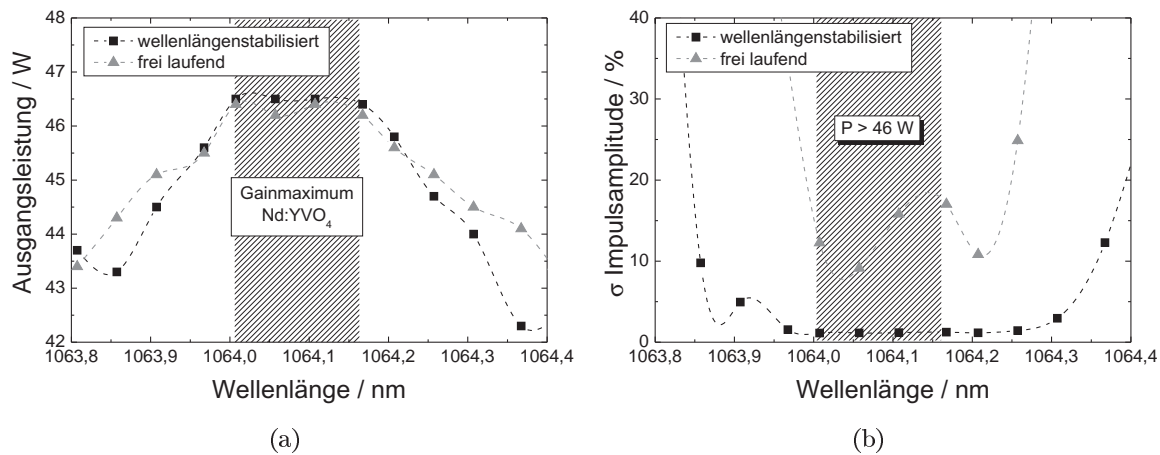 48
47
46
45
44
43
42
Ausgangsleistung / W
wellenlängenstabilisiert
frei laufend
Gainmaximum
Nd:YVO₄
1063,8 1063,9 1064,0 1064,1 1064,2 1064,3 1064,4
Wellenlänge / nm
(a)
40
30
20
10
0
σ Impulsamplitude / %
wellenlängenstabilisiert
frei laufend
P > 46 W
1063,8 1063,9 1064,0 1064,1 1064,2 1064,3 1064,4
Wellenlänge / nm
(b)